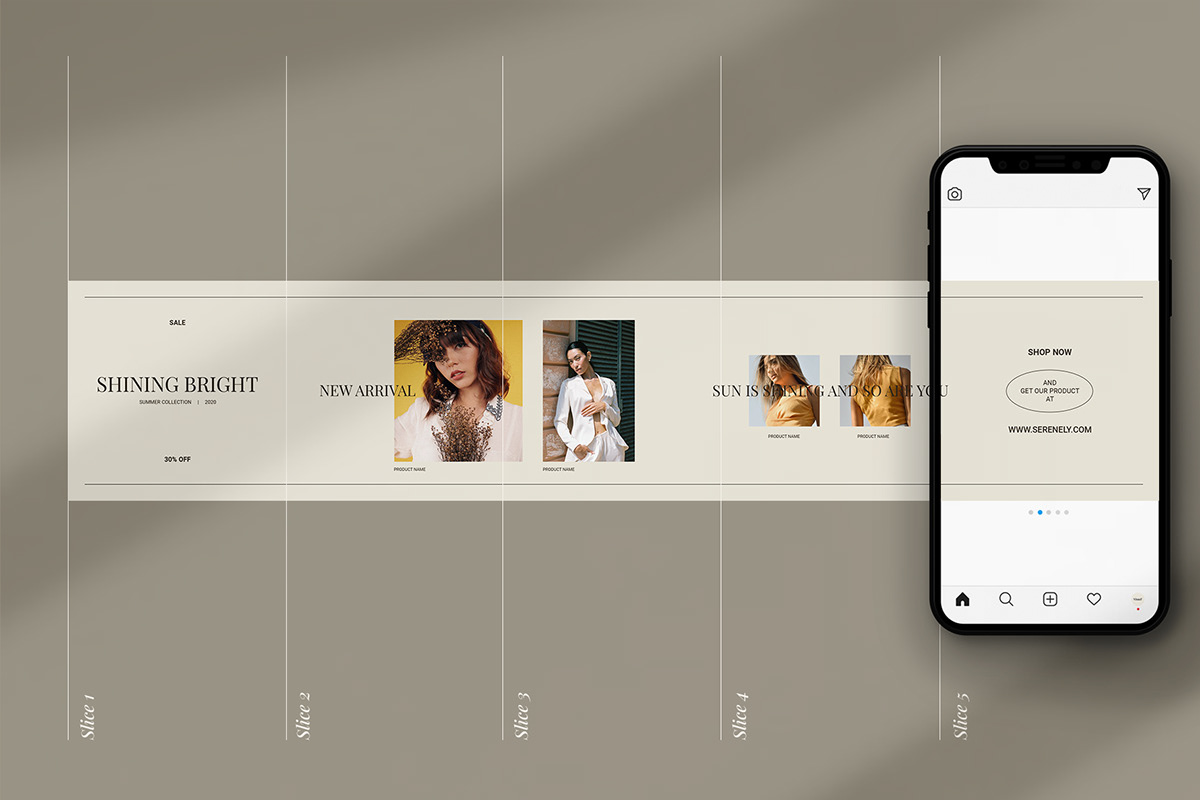 SALE
SHINING BRIGHT
SUMMER COLLECTION | 2020
30% OFF
NEW ARRIVAL
PRODUCT NAME
PRODUCT NAME
SUN IS SHINING AND SO ARE YOU
PRODUCT NAME
PRODUCT NAME
SHOP NOW
AND
GET OUR PRODUCT
AT
WWW.SERENELY.COM
Slice 1
Slice 2
Slice 3
Slice 4
Slice 5